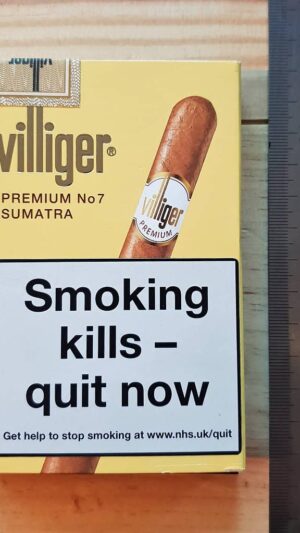 villiger®
PREMIUM No7
SUMATRA
villiger
PREMIUM
Smoking
kills –
quit now
Get help to stop smoking at www.nhs.uk/quit